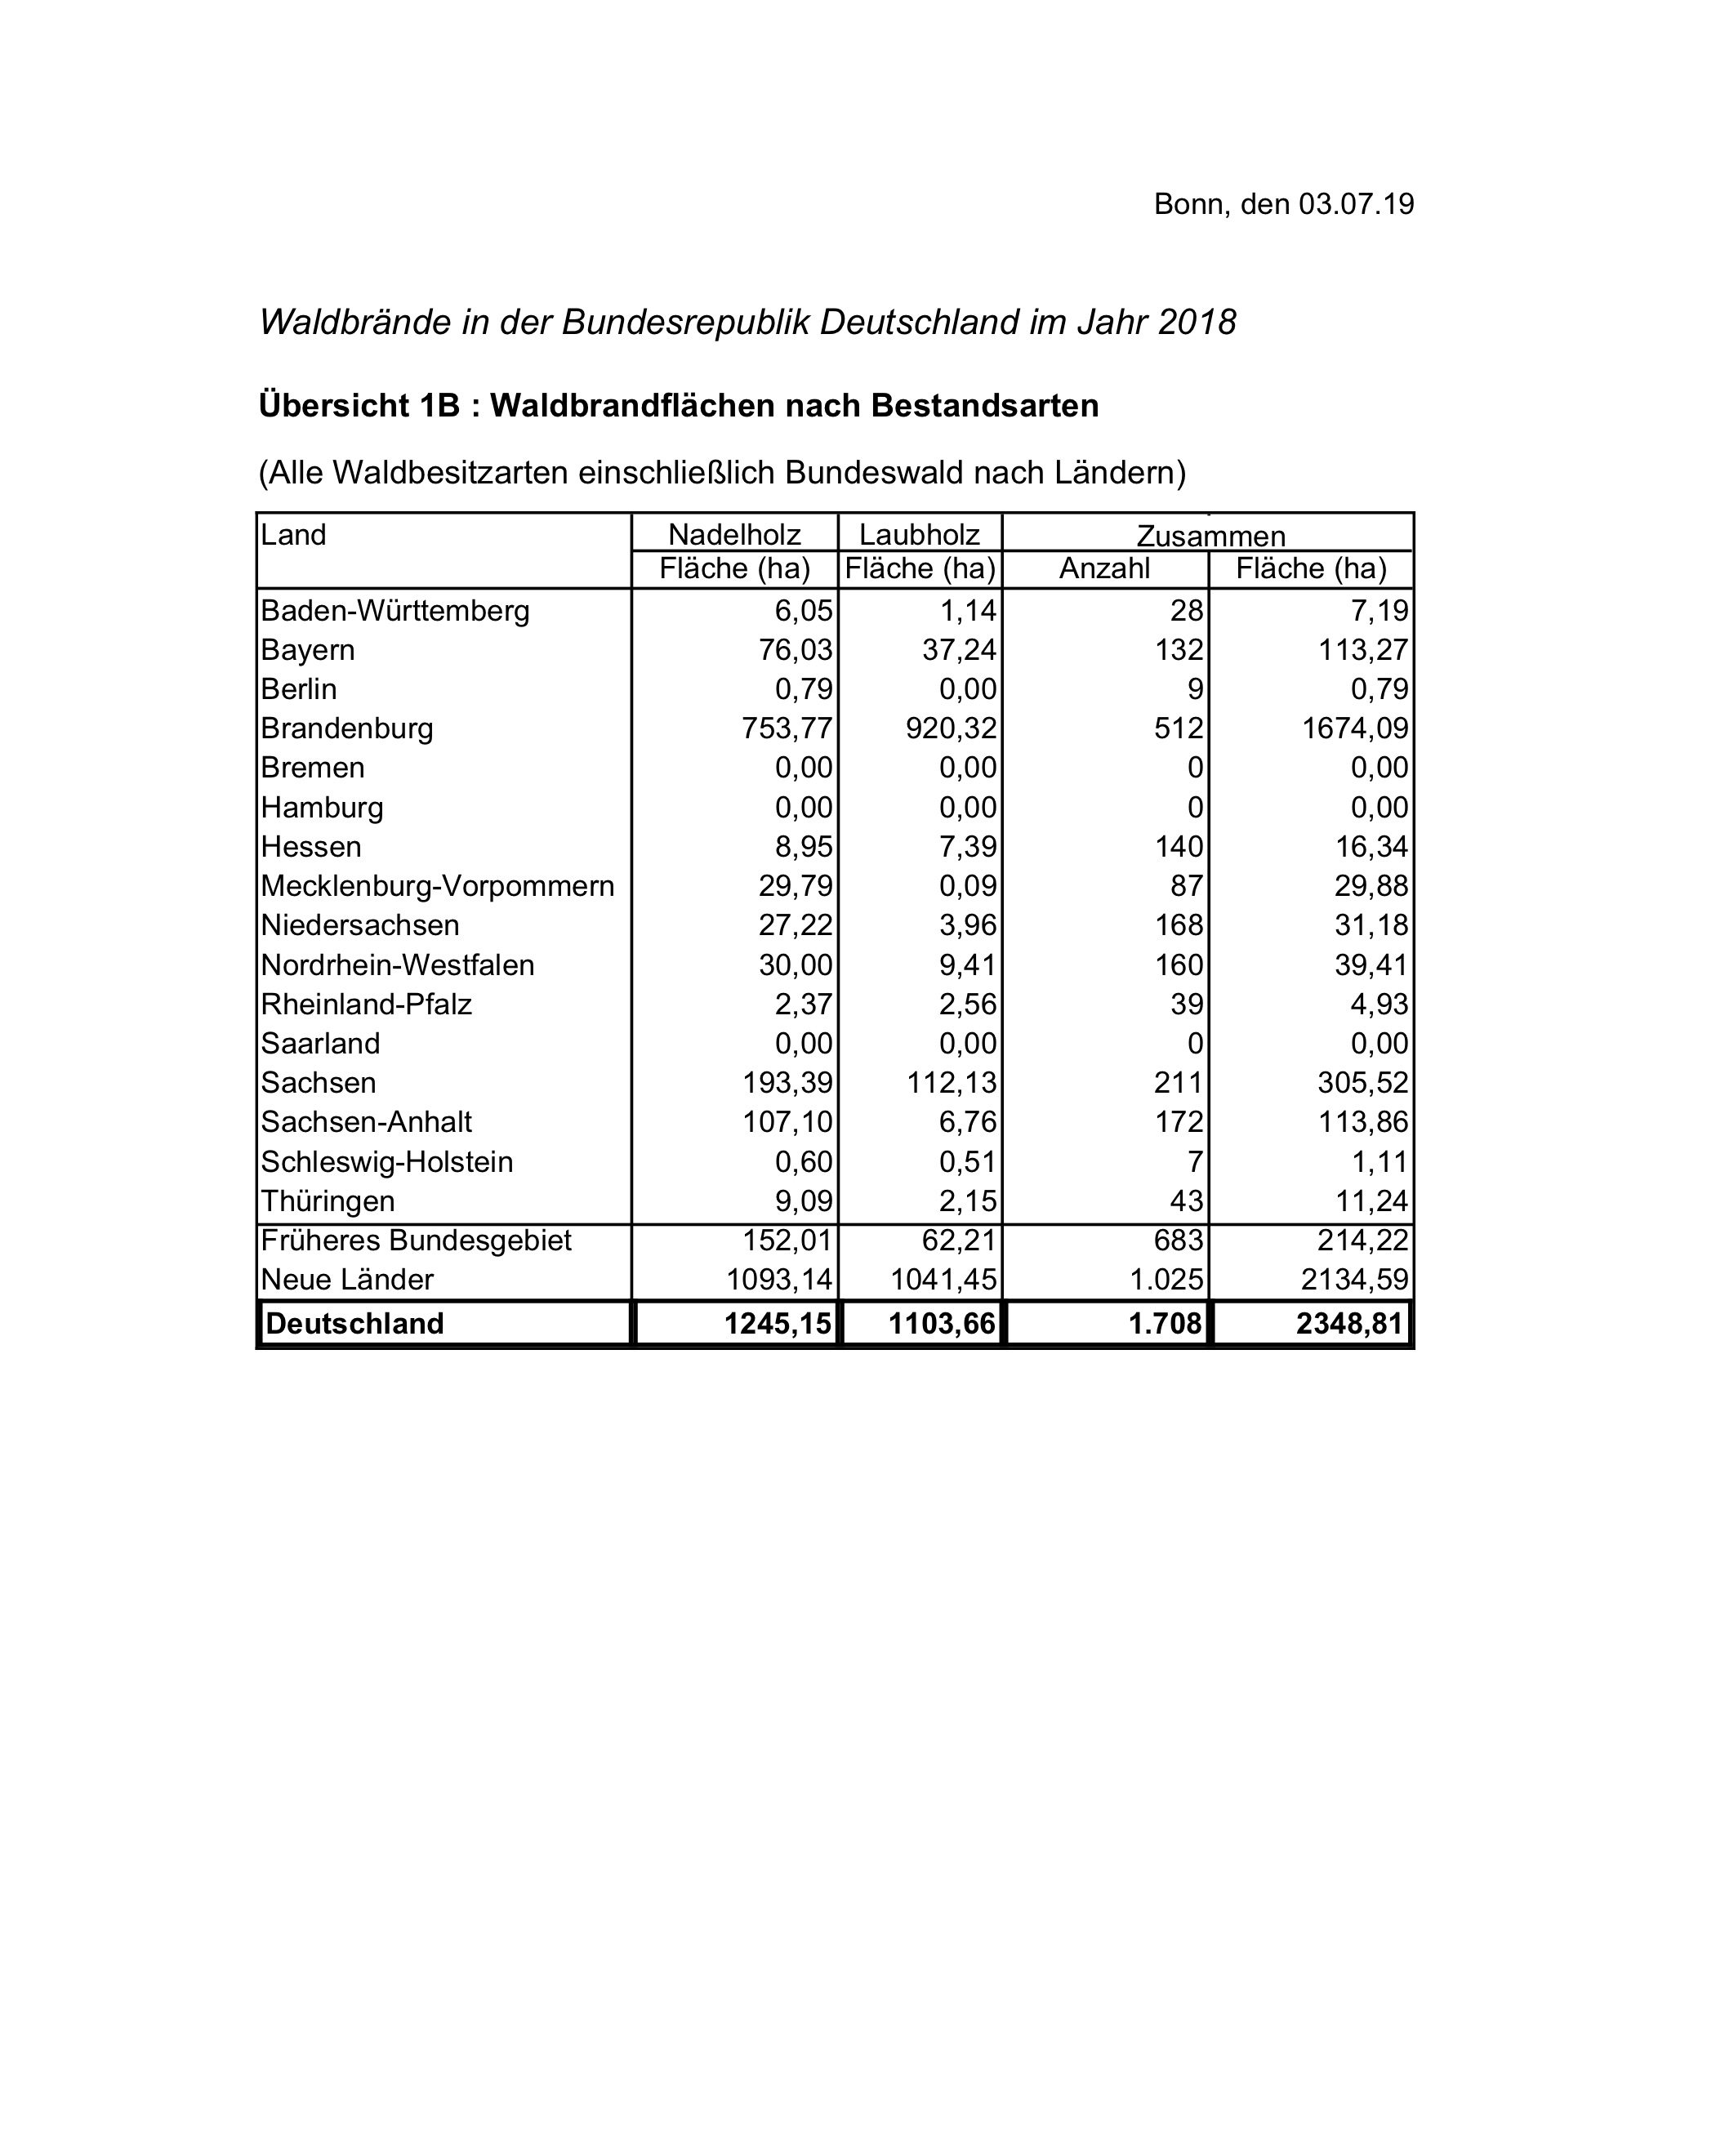 Bonn, den 03.07.19
Waldbrände in der Bundesrepublik Deutschland im Jahr 2018
Übersicht 1B : Waldbrandflächen nach Bestandsarten
(Alle Waldbesitzarten einschließlich Bundeswald nach Ländern)
Land Nadelholz Laubholz Zusammen
Fläche (ha) Fläche (ha) Anzahl Fläche (ha)
Baden-Württemberg 6,05 1,14 28 7,19
Bayern 76,03 37,24 132 113,27
Berlin 0,79 0,00 9 0,79
Brandenburg 753,77 920,32 512 1674,09
Bremen 0,00 0,00 0 0,00
Hamburg 0,00 0,00 0 0,00
Hessen 8,95 7,39 140 16,34
Mecklenburg-Vorpommern 29,79 0,09 87 29,88
Niedersachsen 27,22 3,96 168 31,18
Nordrhein-Westfalen 30,00 9,41 160 39,41
Rheinland-Pfalz 2,37 2,56 39 4,93
Saarland 0,00 0,00 0 0,00
Sachsen 193,39 112,13 211 305,52
Sachsen-Anhalt 107,10 6,76 172 113,86
Schleswig-Holstein 0,60 0,51 7 1,11
Thüringen 9,09 2,15 43 11,24
Früheres Bundesgebiet 152,01 62,21 683 214,22
Neue Länder 1093,14 1041,45 1.025 2134,59
Deutschland 1245,15 1103,66 1.708 2348,81